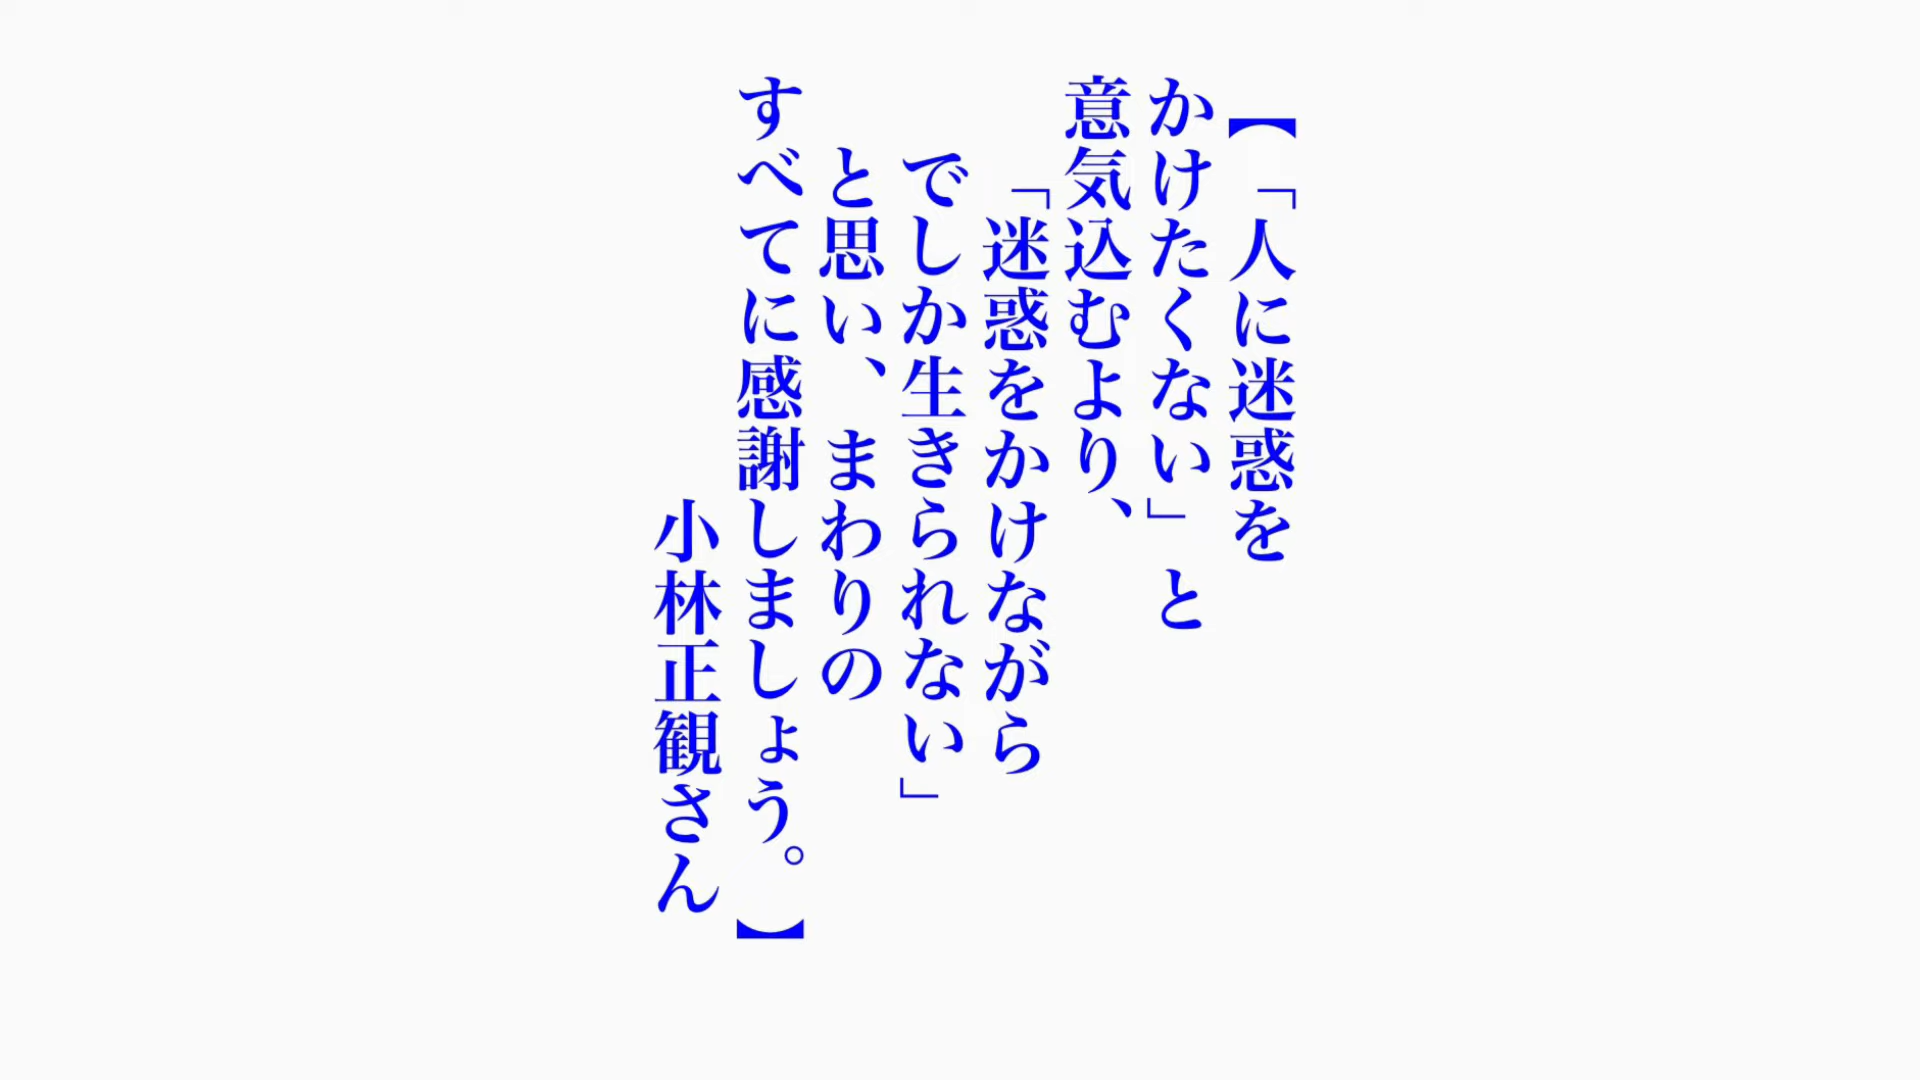 【「人に迷惑を
かけたくない」と
意気込むより、
「迷惑をかけながら
でしか生きられない」
と思い、まわりの
すべてに感謝しましょう。】
小林正観さん